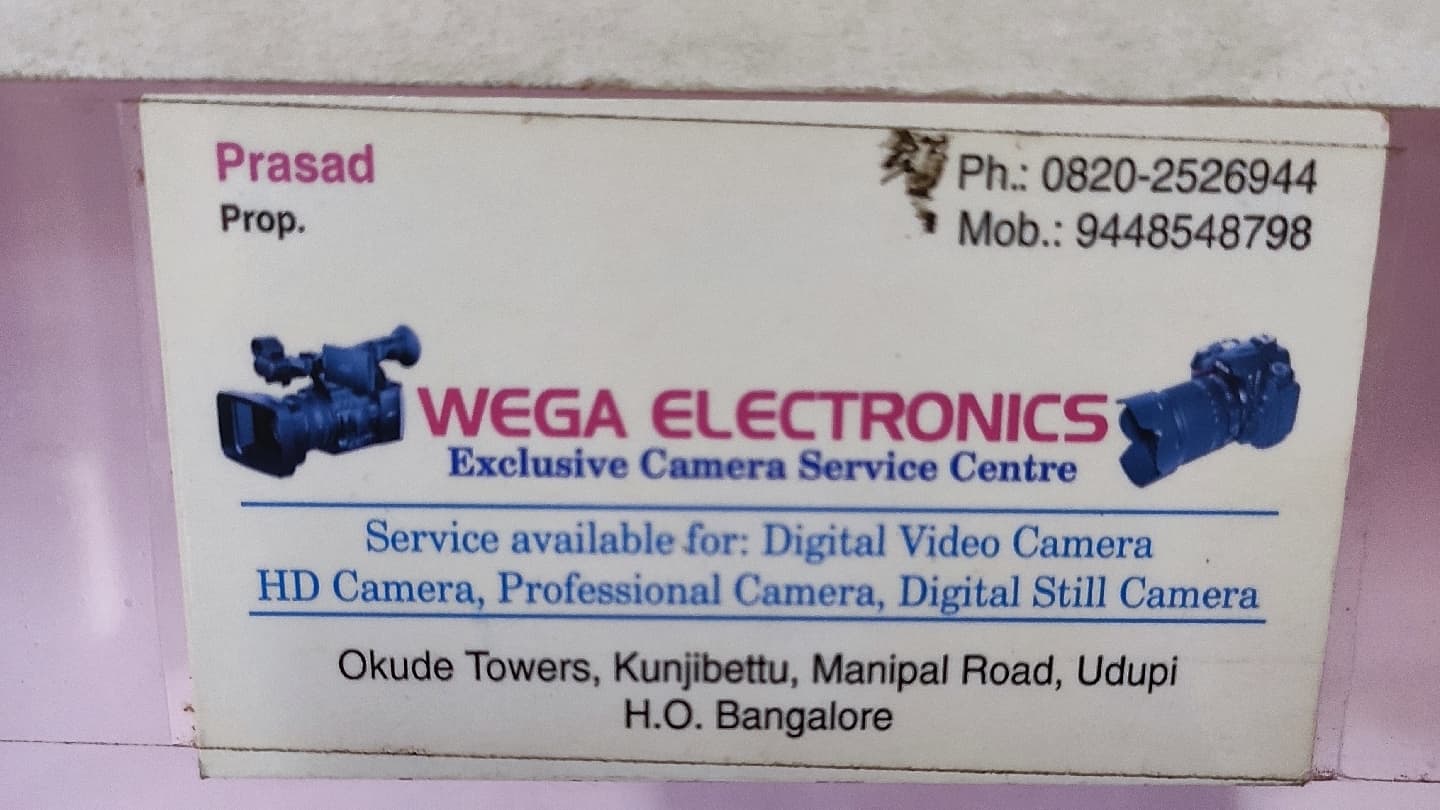 Prasad
Prop.
Ph.: 0820-2526944
Mob.: 9448548798
WEGA ELECTRONICS
Exclusive Camera Service Centre
Service available for: Digital Video Camera
HD Camera, Professional Camera, Digital Still Camera
Okude Towers, Kunjibettu, Manipal Road, Udupi
H.O. Bangalore